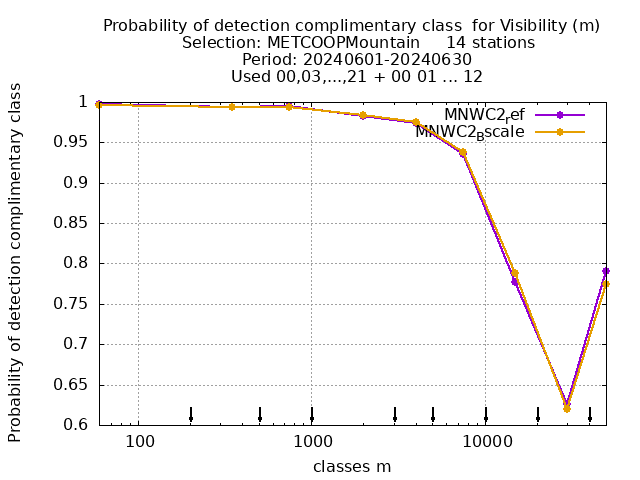 Probability of detection complimentary class  for Visibility (m)
Selection: METCOOPMountain     14 stations
Period: 20240601-20240630
Used 00,03,...,21 + 00 01 ... 12
Probability of detection complimentary class
1
0.95
0.9
0.85
0.8
0.75
0.7
0.65
0.6
MNWC2ref
MNWC2Bscale
100
1000
10000
classes m